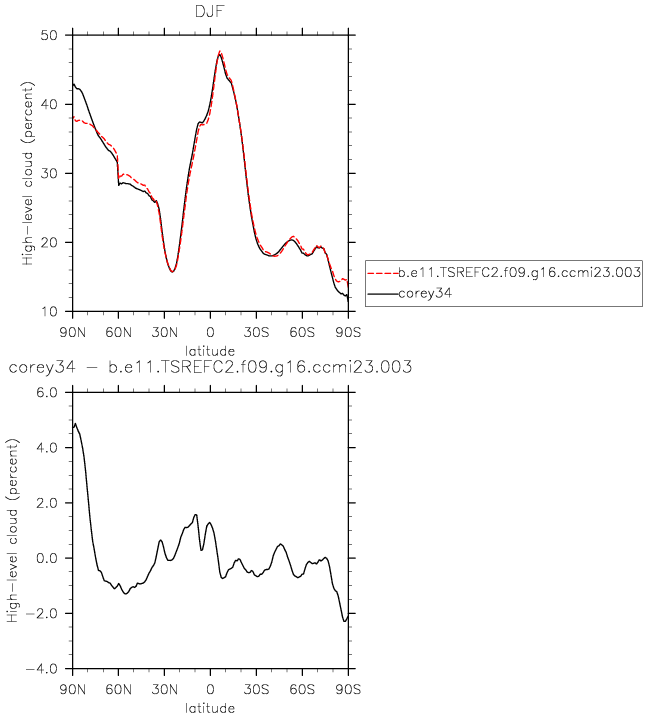 DJF
50
40
30
20
10
High-level cloud (percent)
90N 60N 30N 0 30S 60S 90S
latitude
b.e11.TSREFC2.f09.g16.ccmi23.003
corey34
corey34 - b.e11.TSREFC2.f09.g16.ccmi23.003
6.0
4.0
2.0
0.0
-2.0
-4.0
High-level cloud (percent)
90N 60N 30N 0 30S 60S 90S
latitude